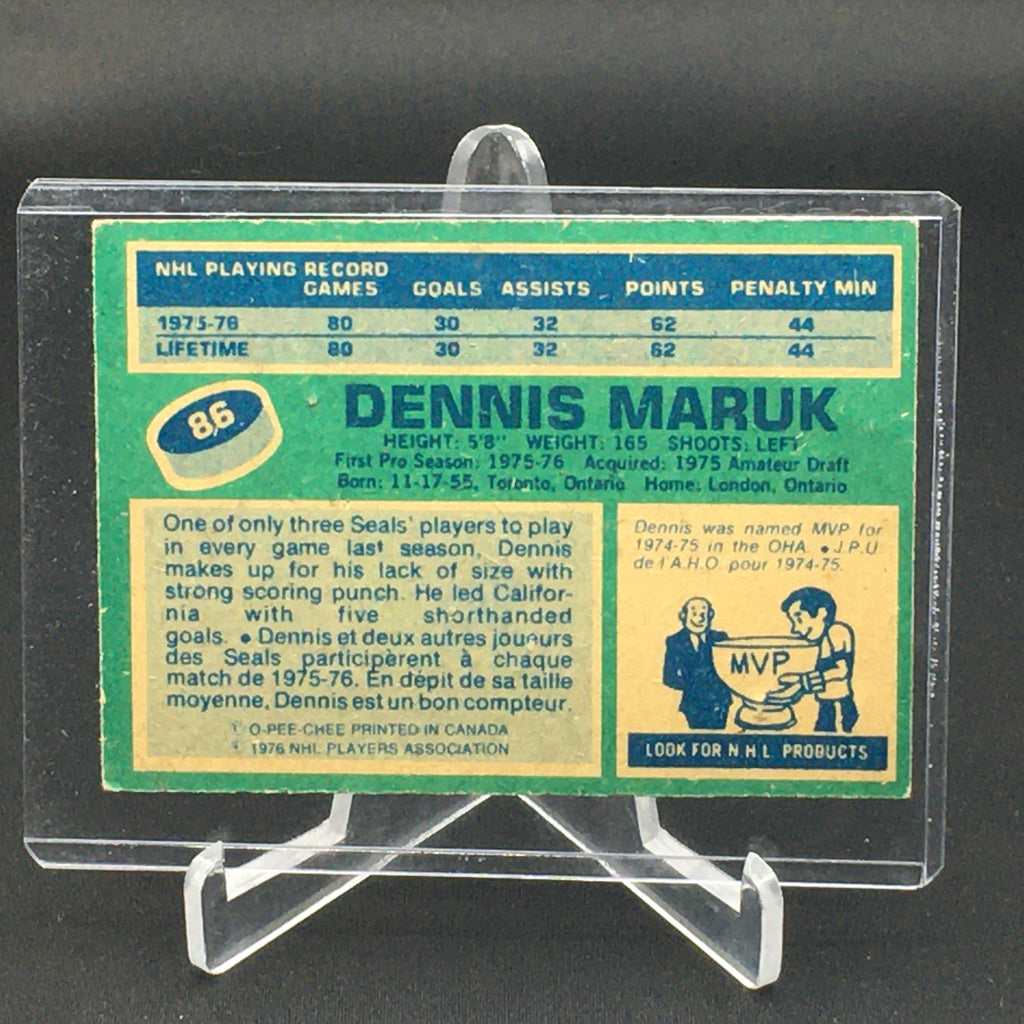 NHL PLAYING RECORD
GAMES GOALS ASSISTS POINTS PENALTY MIN
1975-76 80 30 32 62 44
LIFETIME 80 30 32 62 44
86
DENNIS MARUK
HEIGHT: 5'8" WEIGHT: 165 SHOOTS: LEFT
First Pro Season: 1975-76 Acquired: 1975 Amateur Draft
Born: 11-17-55, Toronto, Ontario Home: London, Ontario
One of only three Seals' players to play
in every game last season, Dennis
makes up for his lack of size with
strong scoring punch. He led Califor-
nia with five shorthanded
goals. • Dennis et deux autres joueurs
des Seals participèrent à chaque
match de 1975-76. En dépit de sa taille
moyenne, Dennis est un bon compteur.
© O-PEE-CHEE PRINTED IN CANADA
© 1976 NHL PLAYERS ASSOCIATION
Dennis was named MVP for
1974-75 in the OHA. • J.P.U
de l'A.H.O. pour 1974-75.
MVP
LOOK FOR N.H.L. PRODUCTS